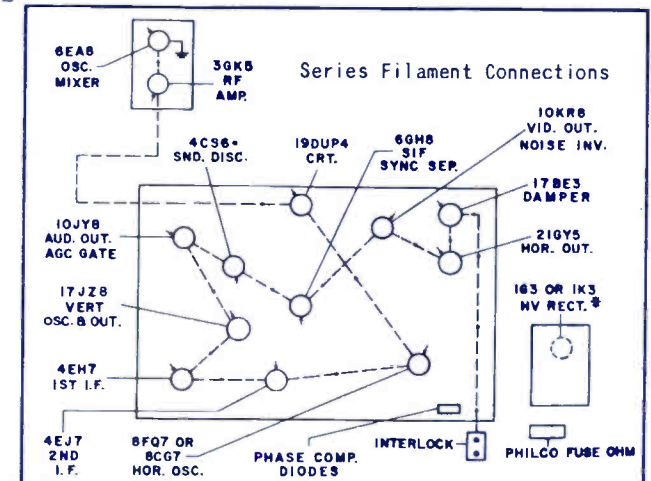 6EA8
OSC.
MIXER
3GK5
RF
AMP.
Series Filament Connections
4CS6•
SND. DISC.
19DUP4
CRT.
6GH8
SIF
SYNC SEP.
10KR8
VID. OUT.
NOISE INV.
17BE3
DAMPER
10JY8
AUD. OUT.
AGC GATE
21GY5
HOR. OUT.
17JZ8
VERT
OSC. & OUT.
1G3 OR 1K3
HV RECT.*
4EH7
1ST I.F.
4EJ7
2ND
I.F.
8FQ7 OR
8CG7
HOR. OSC.
PHASE COMP.
DIODES
INTERLOCK
PHILCO FUSE OHM